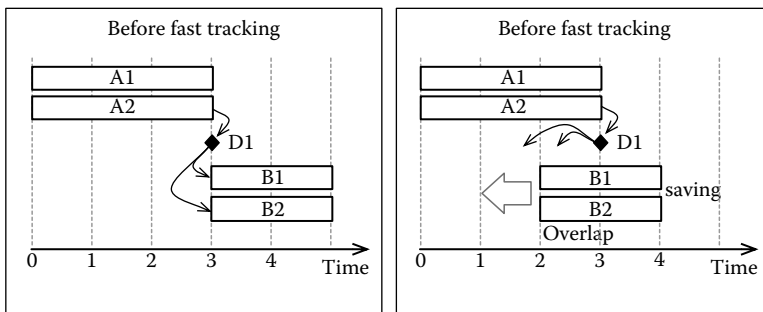 Before fast tracking
A1
A2
D1
B1
B2
0 1 2 3 4 5
Time
Before fast tracking
A1
A2
D1
B1
saving
B2
Overlap
0 1 2 3 4
Time